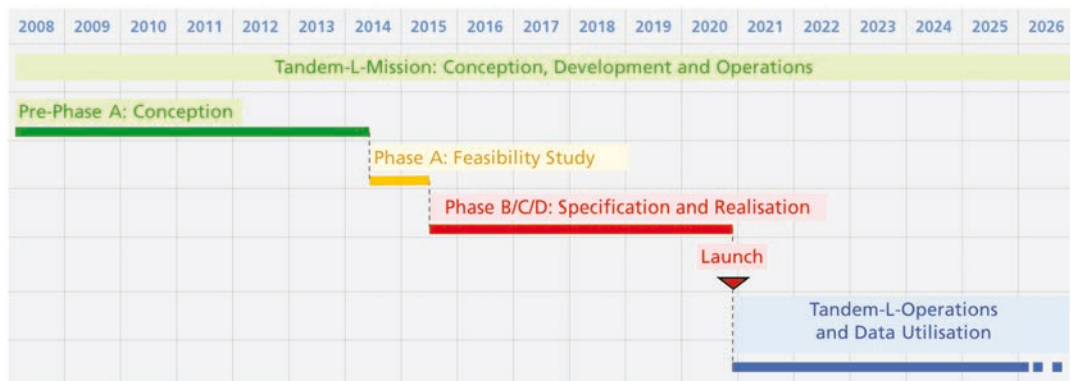 2008 2009 2010 2011 2012 2013 2014 2015 2016 2017 2018 2019 2020 2021 2022 2023 2024 2025 2026
Tandem-L-Mission: Conception, Development and Operations
Pre-Phase A: Conception
Phase A: Feasibility Study
Phase B/C/D: Specification and Realisation
Launch
Tandem-L-Operations
and Data Utilisation